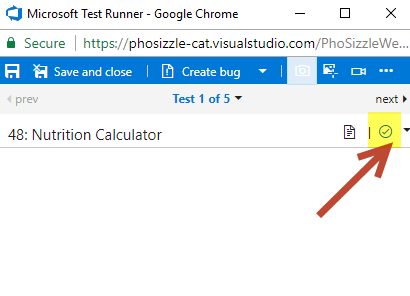 Microsoft Test Runner - Google Chrome
Secure https://phosizzle-cat.visualstudio.com/PhoSizzleWe...
Save and close Create bug
prev Test 1 of 5 next
48: Nutrition Calculator